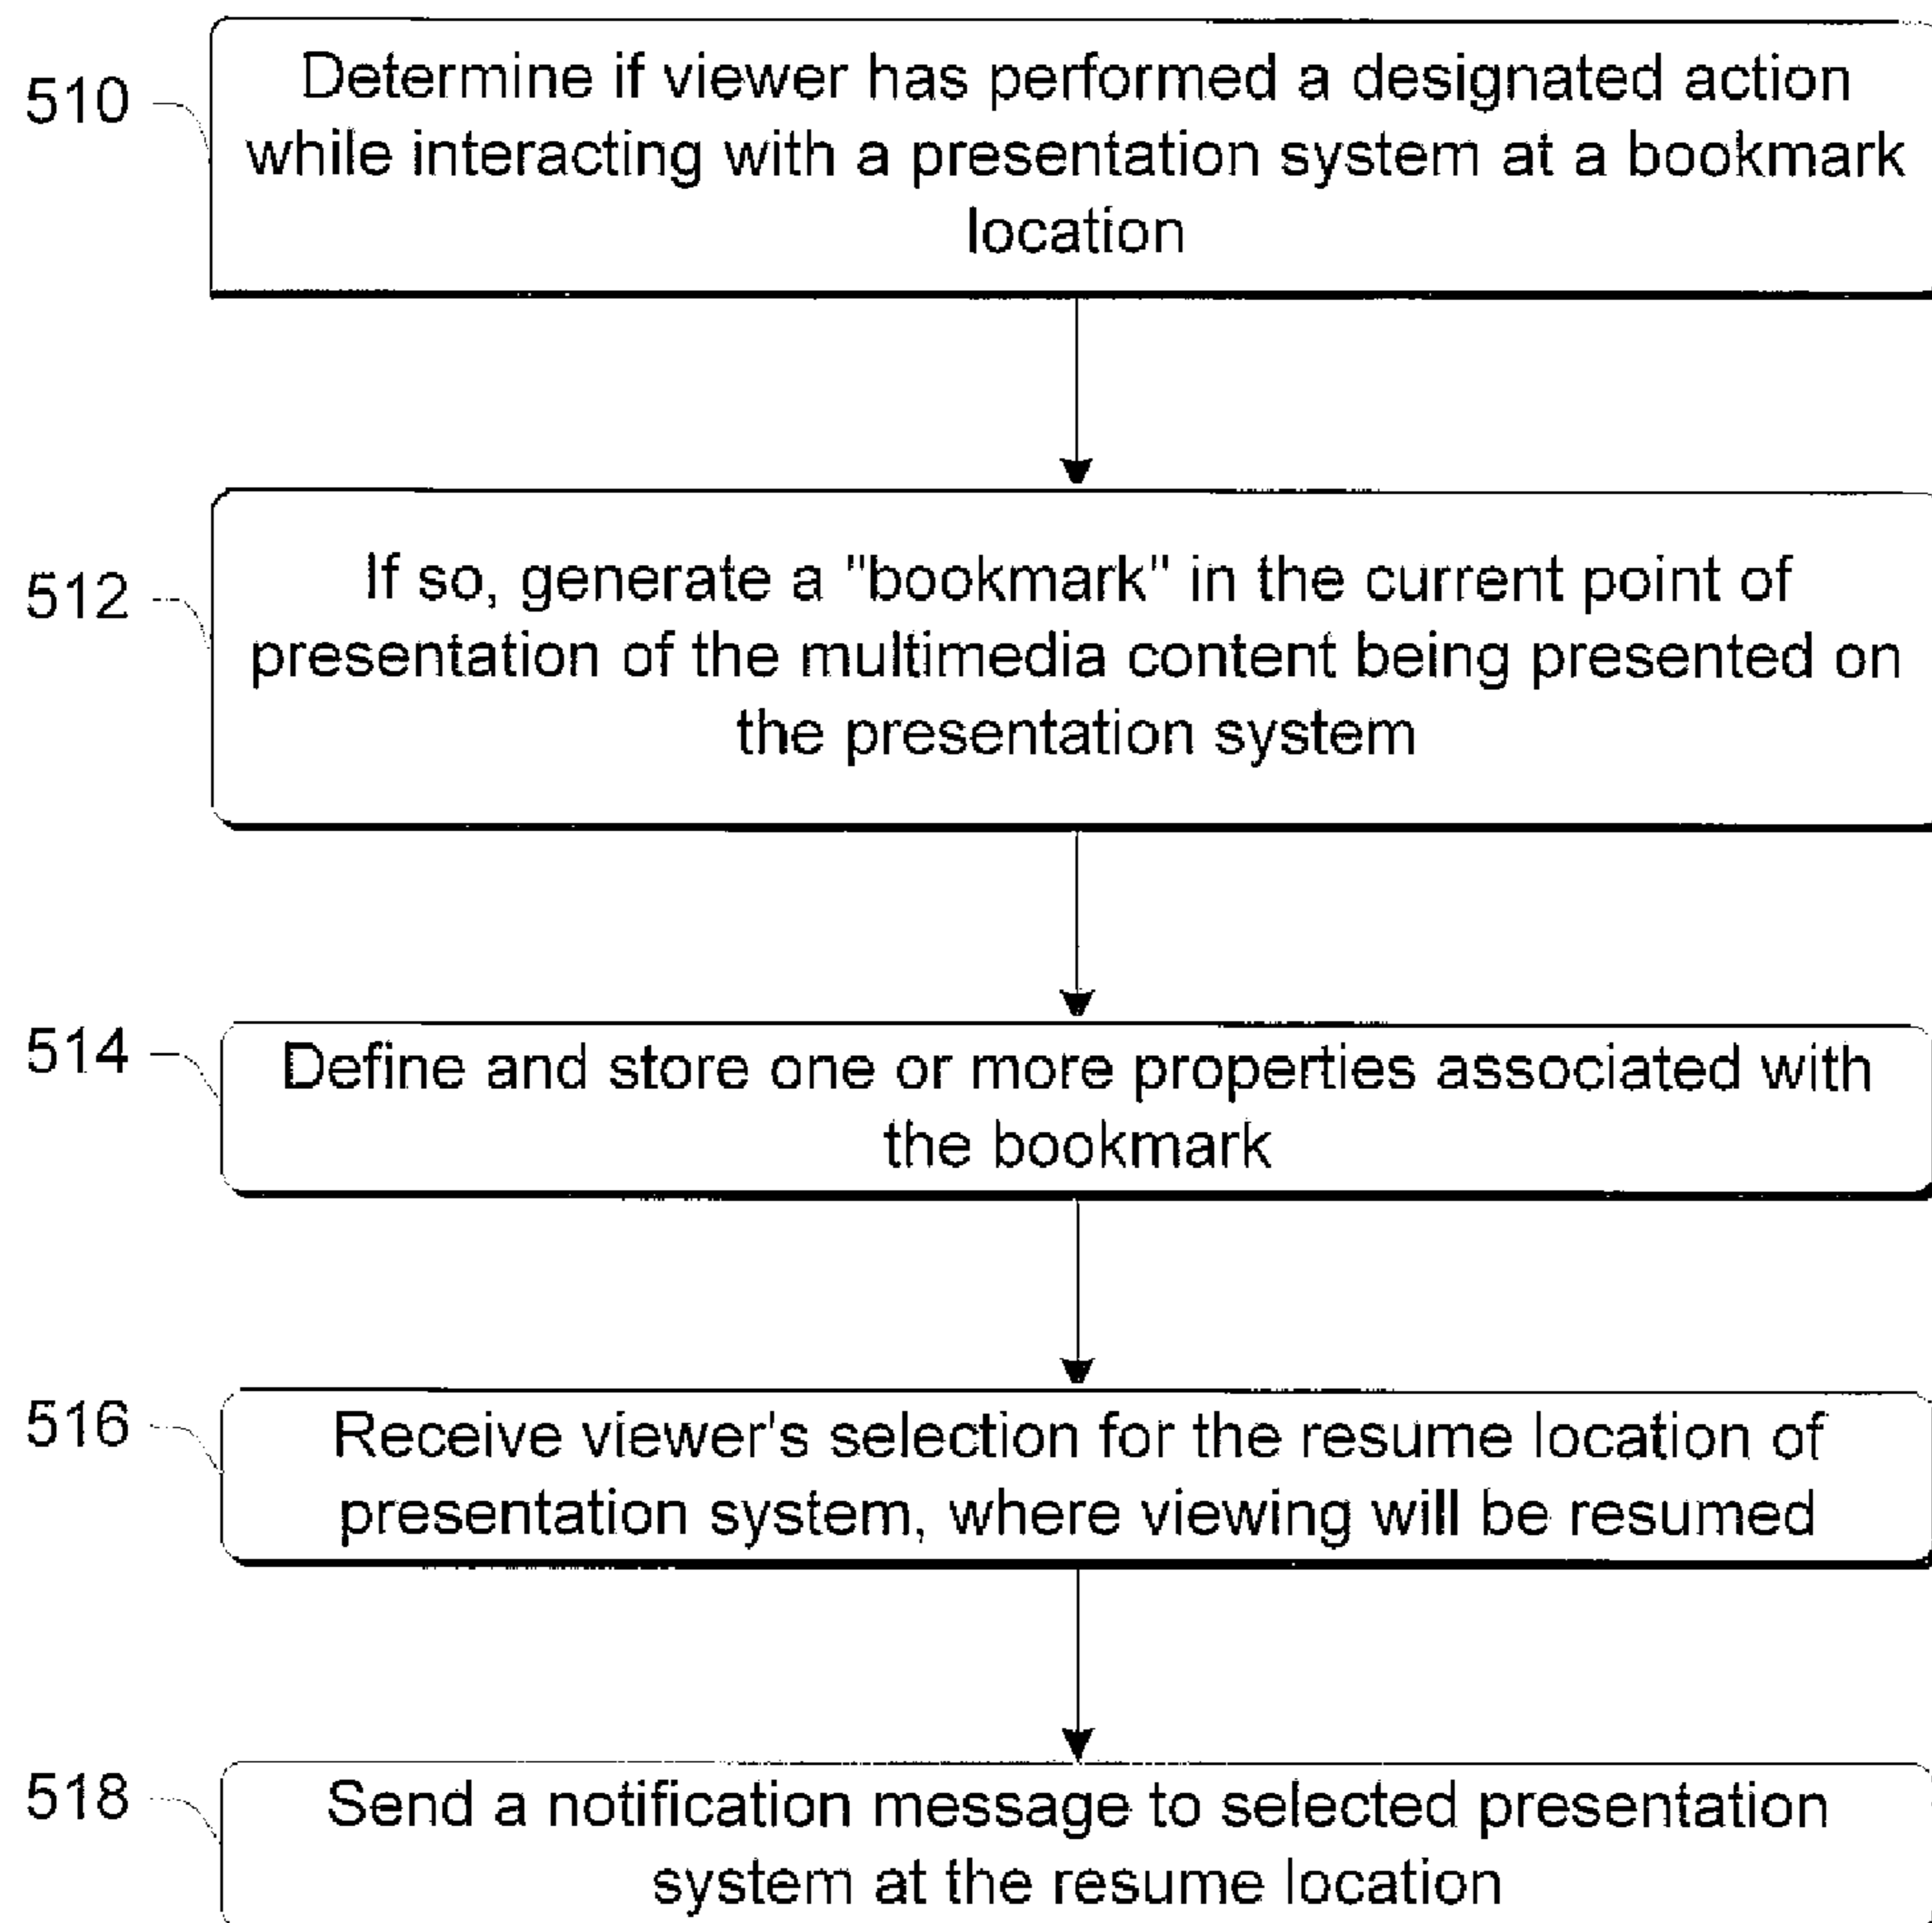 510
Determine if viewer has performed a designated action
while interacting with a presentation system at a bookmark
location
512
If so, generate a "bookmark" in the current point of
presentation of the multimedia content being presented on
the presentation system
514
Define and store one or more properties associated with
the bookmark
516
Receive viewer's selection for the resume location of
presentation system, where viewing will be resumed
518
Send a notification message to selected presentation
system at the resume location